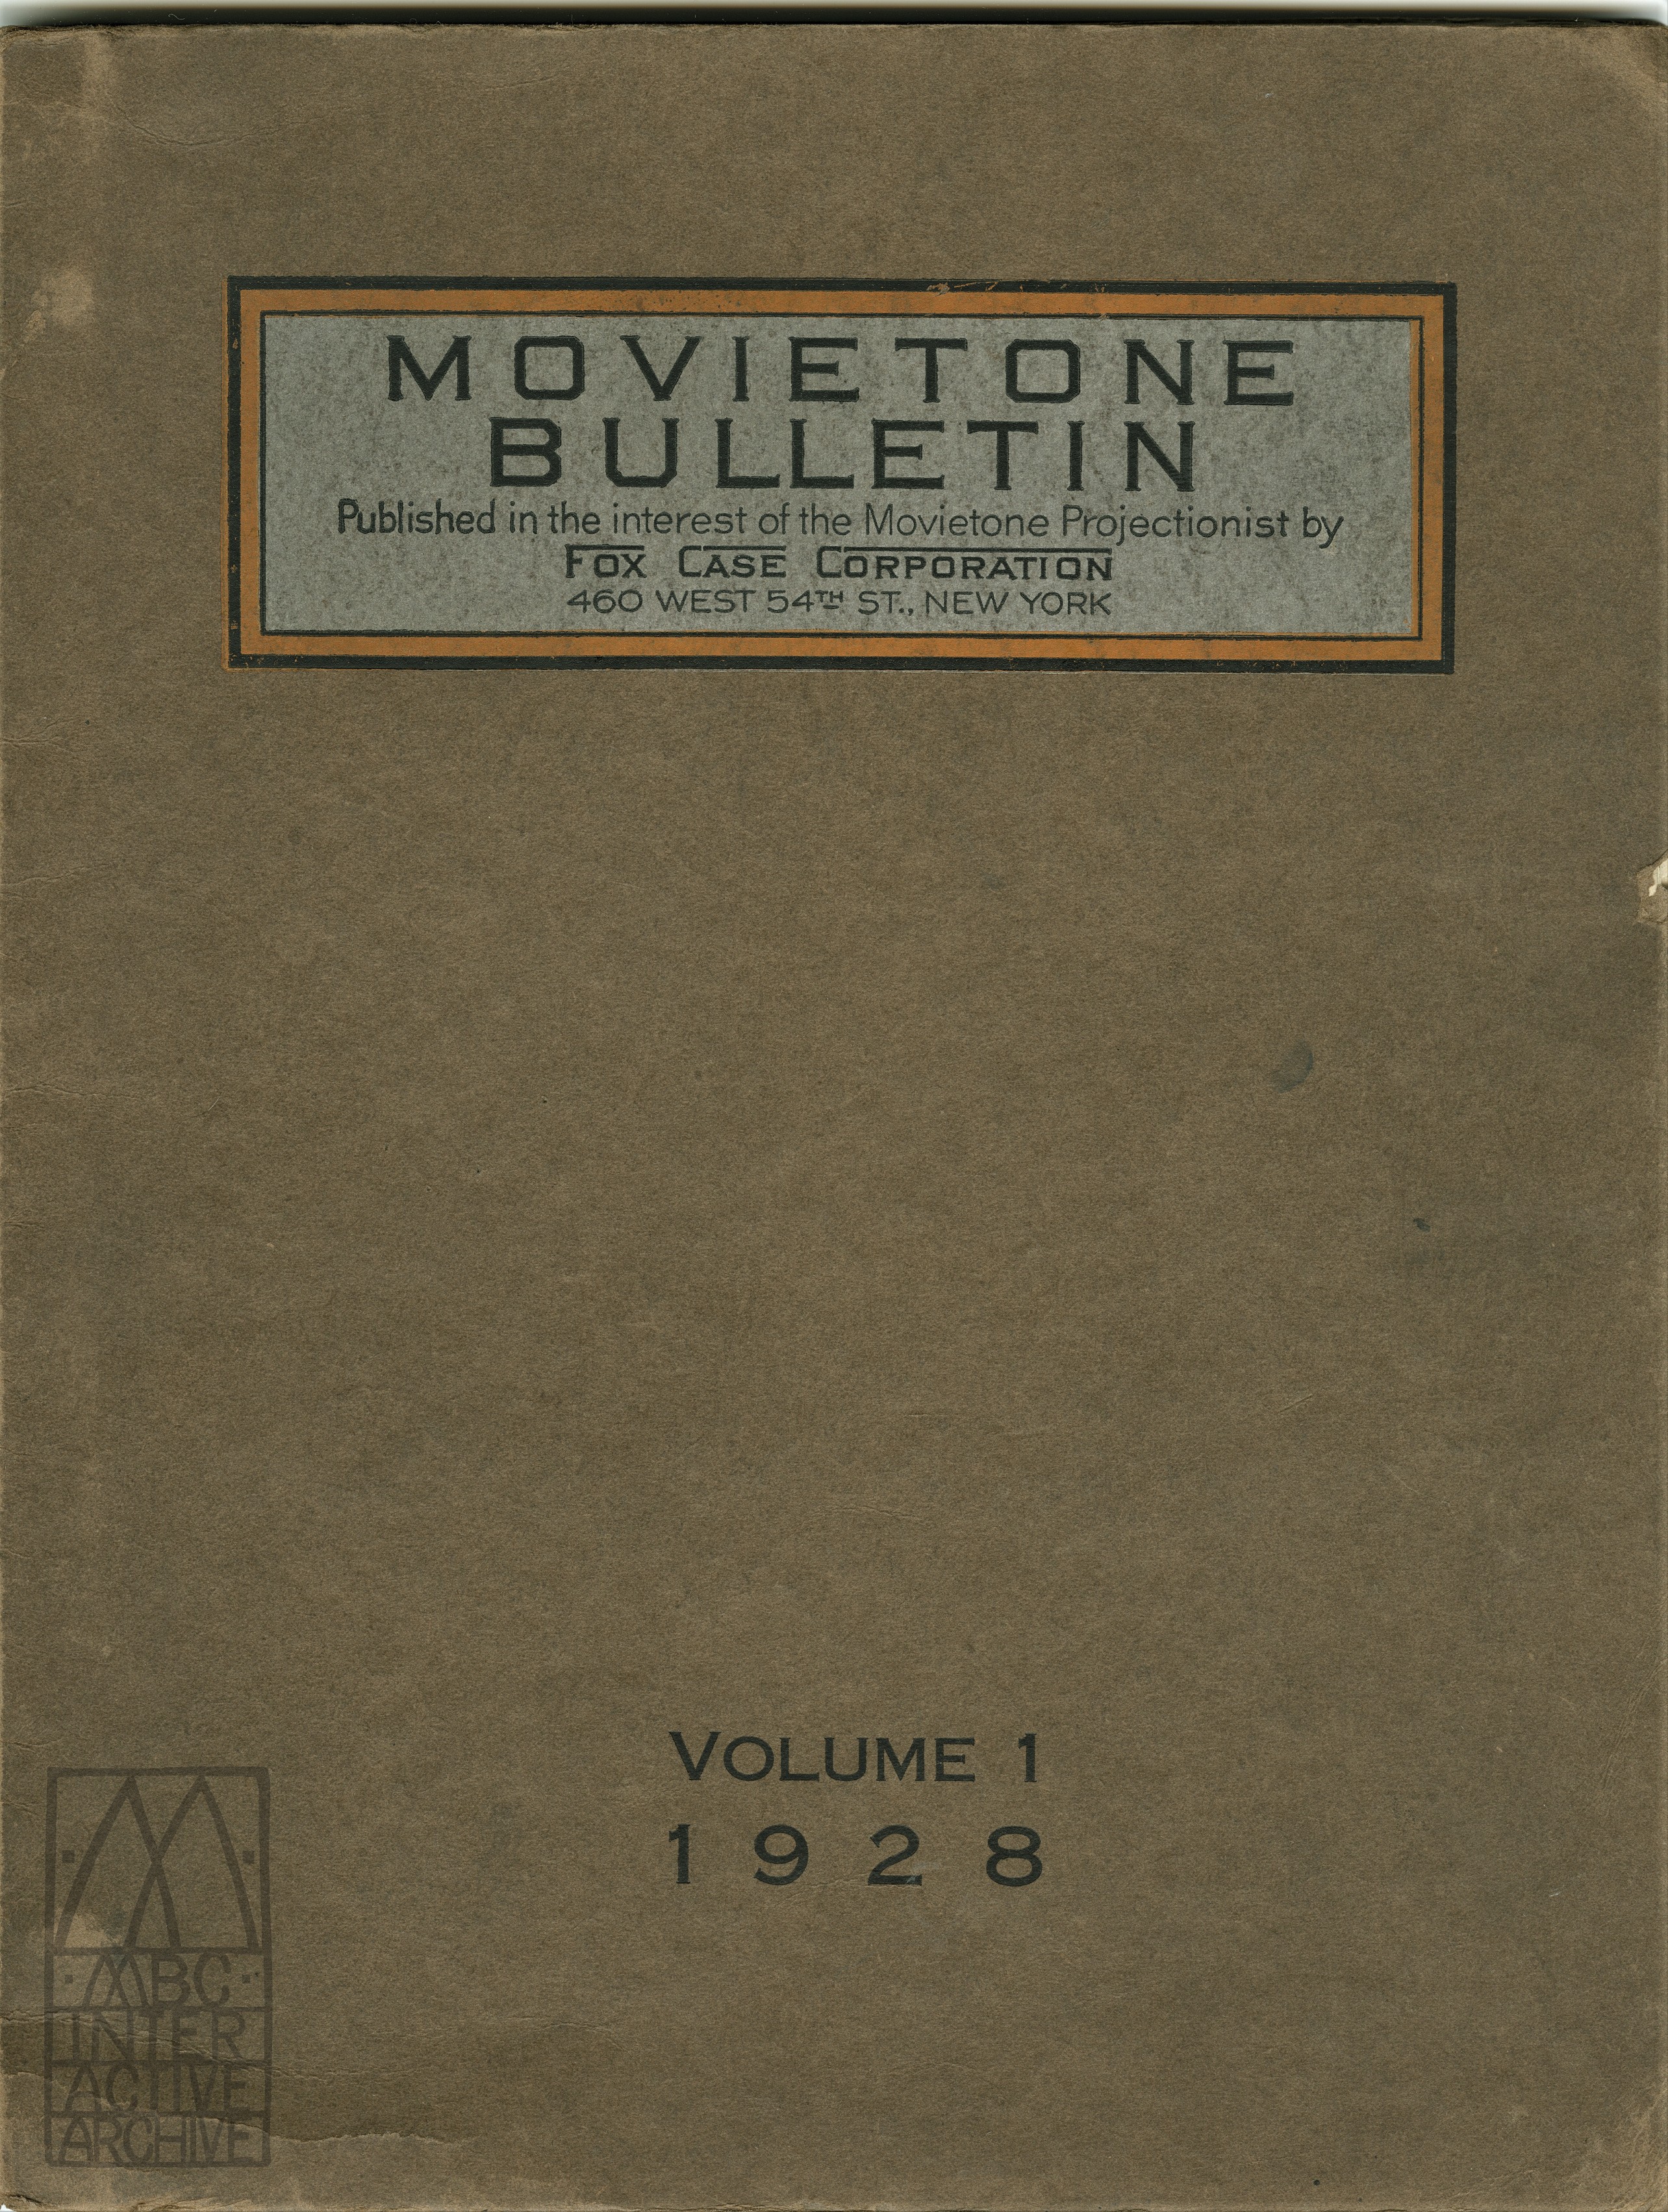 MOVIETONE
BULLETIN
Published in the interest of the Movietone Projectionist by
FOX CASE CORPORATION
460 WEST 54TH ST., NEW YORK
VOLUME 1
1928
MBC
INTER
ACTIVE
ARCHIVE